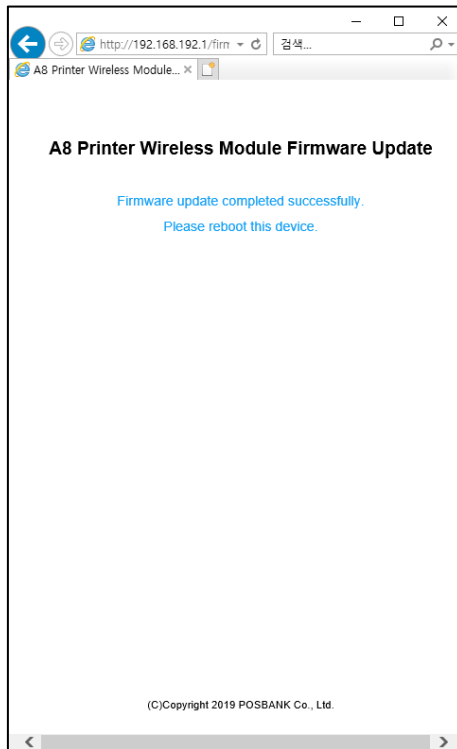 http://192.168.192.1/firn
검색...
A8 Printer Wireless Module...
A8 Printer Wireless Module Firmware Update
Firmware update completed successfully.
Please reboot this device.
(C)Copyright 2019 POSBANK Co., Ltd.